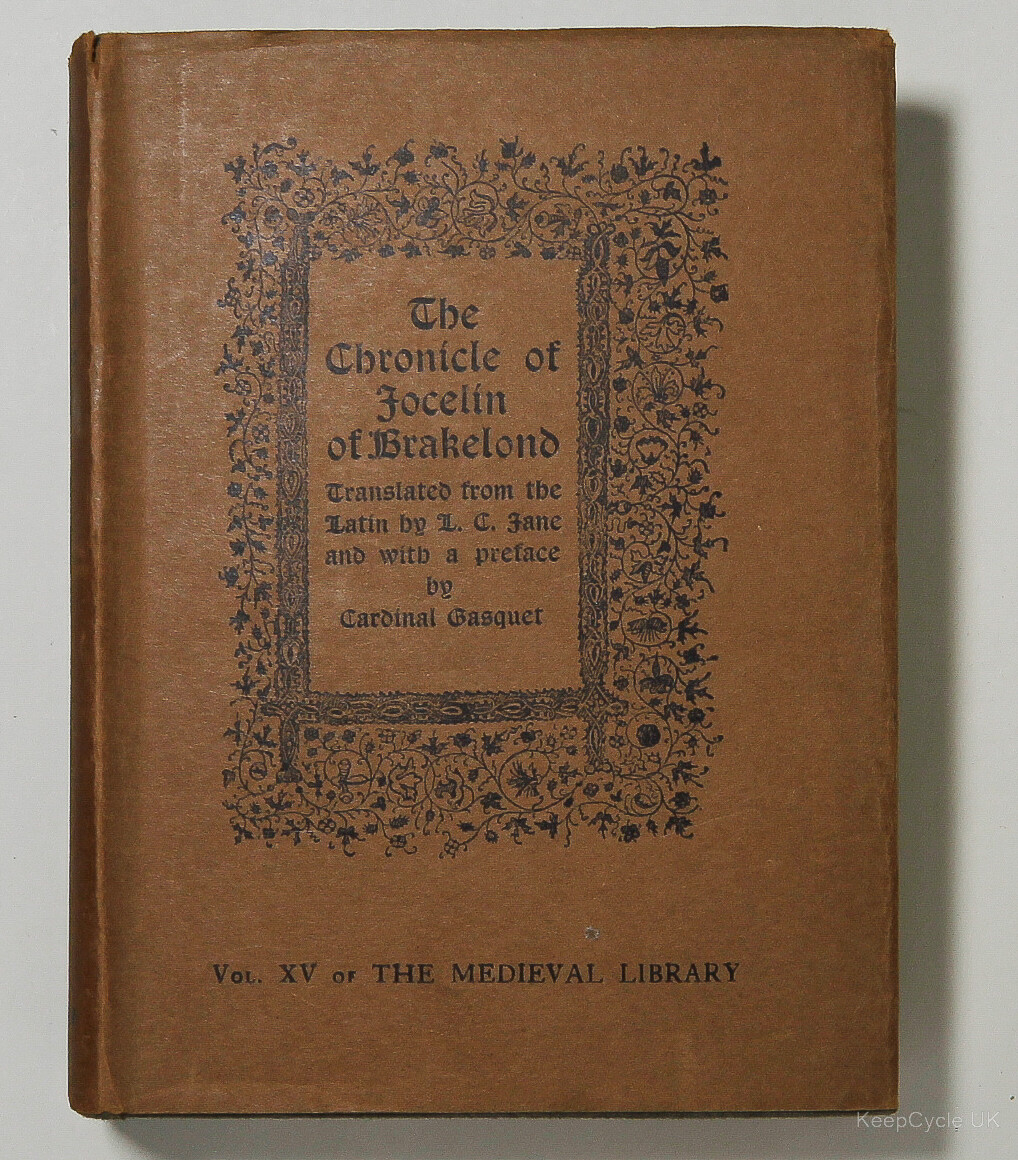 The
Chronicle of
Jocelin
of Brakelond
Translated from the
Latin by L. C. Jane
and with a preface
by
Cardinal Gasquet
VOL. XV OF THE MEDIEVAL LIBRARY
KeepCycle UK